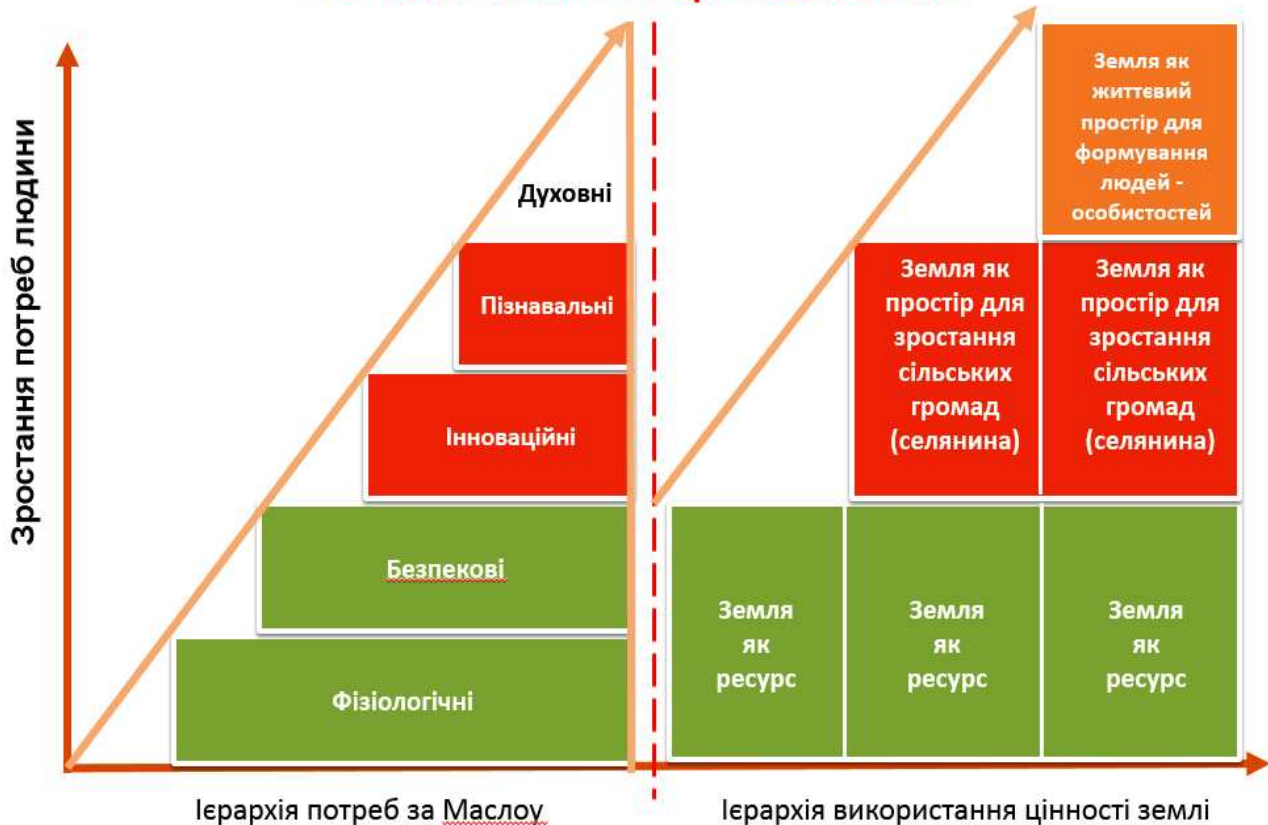 Зростання потреб людини
Духовні
Пізнавальні
Інноваційні
Безпекові
Фізіологічні
Ієрархія потреб за Маслоу
Земля як
життєвий
простір для
формування
людей -
особистостей
Земля як
простір для
зростання
сільських
громад
(селянина)
Земля як
простір для
зростання
сільських
громад
(селянина)
Земля
як
ресурс
Земля
як
ресурс
Земля
як
ресурс
Ієрархія використання цінності землі